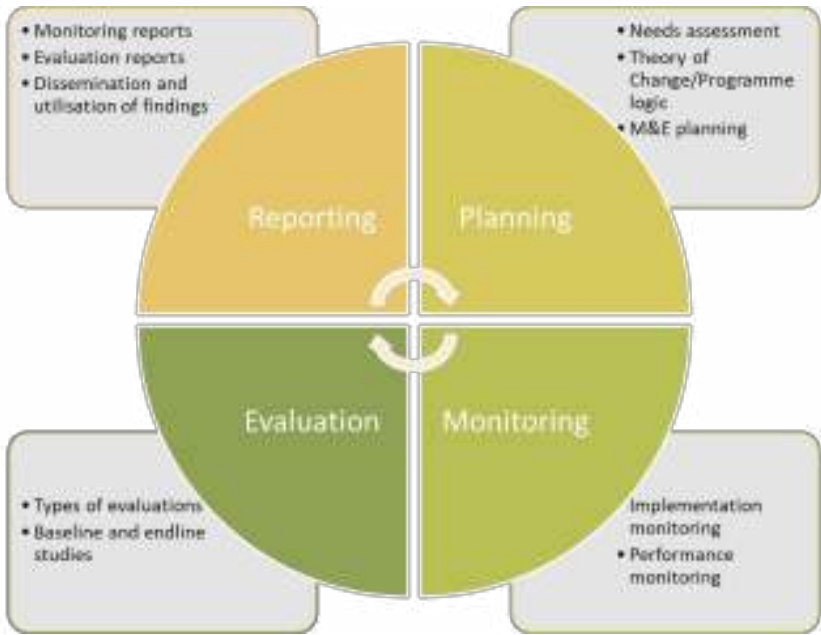 • Monitoring reports
• Evaluation reports
• Dissemination and
utilisation of findings
• Needs assessment
• Theory of
Change/Programme
logic
• M&E planning
Reporting
Planning
Evaluation
Monitoring
• Types of evaluations
• Baseline and endline
studies
Implementation
monitoring
• Performance
monitoring